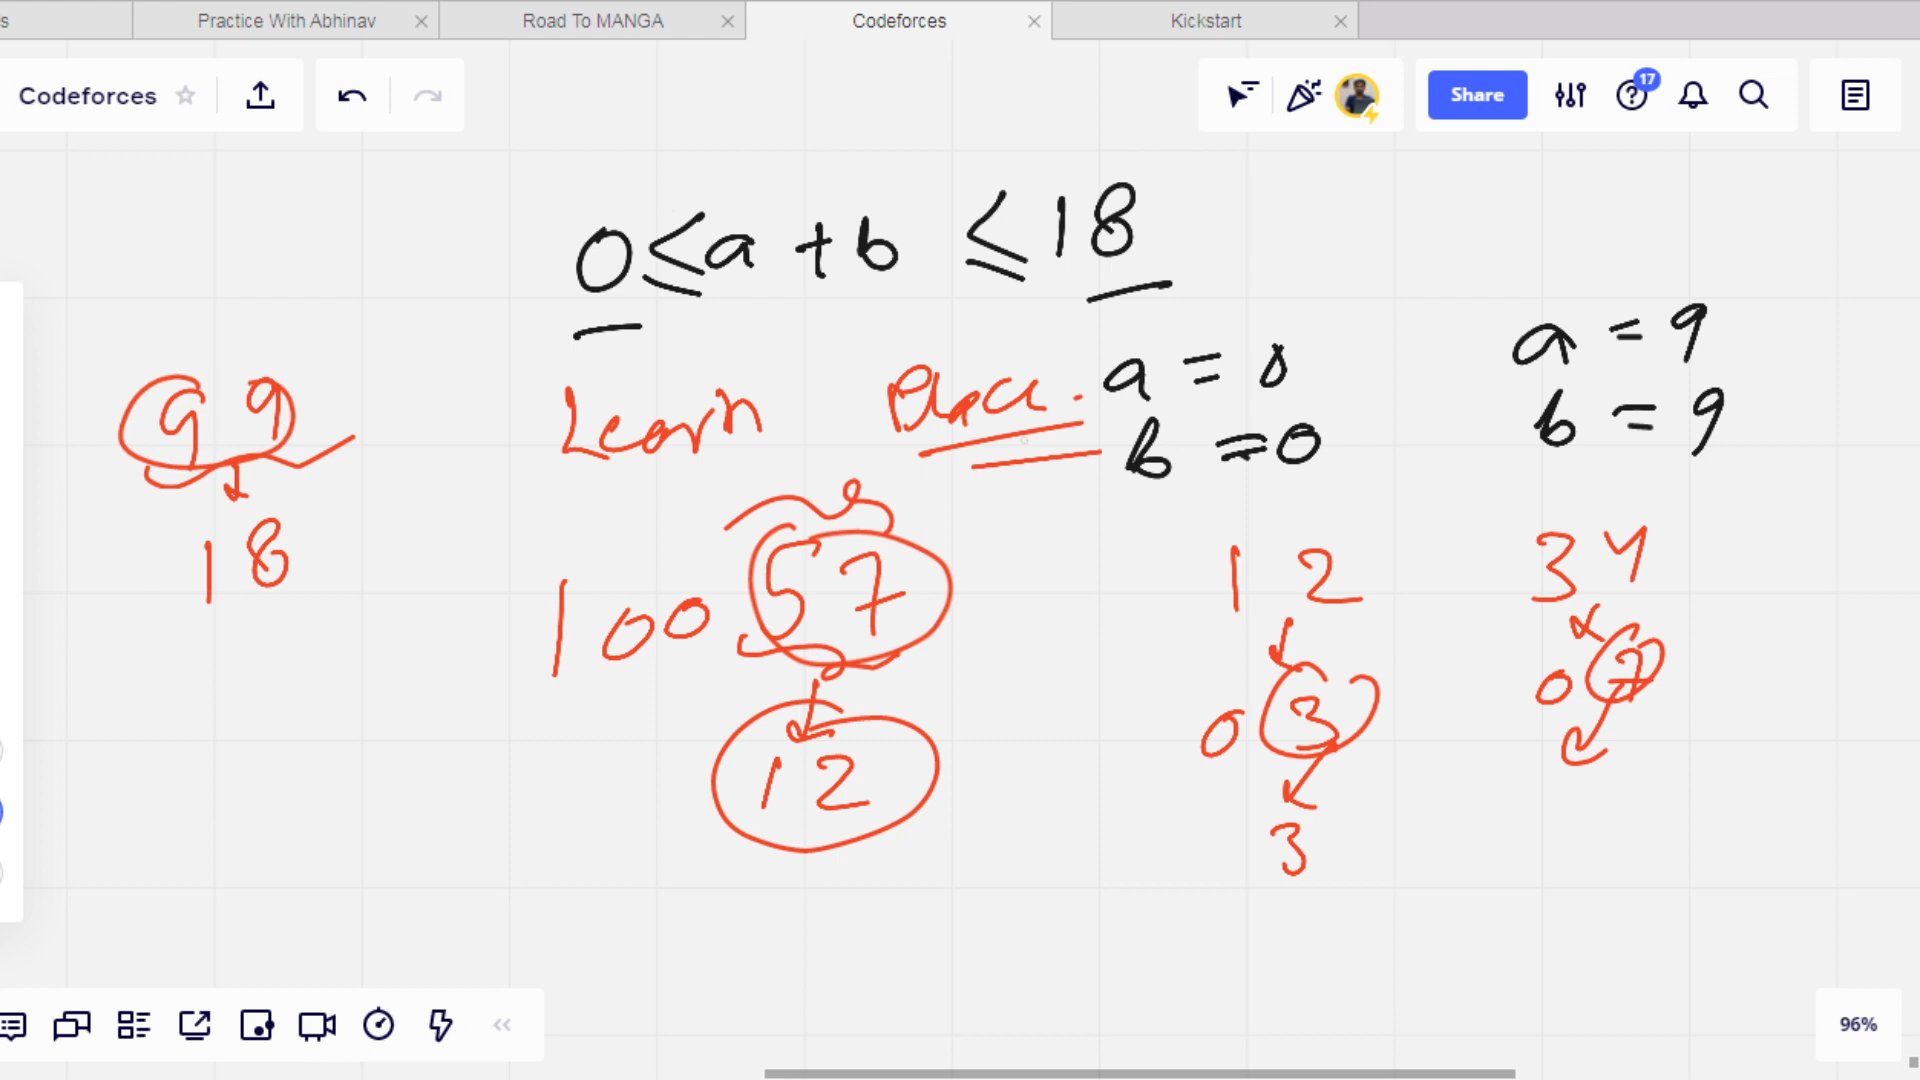 s Practice With Abhinav Road To MANGA Codeforces Kickstart
Codeforces Share 17
0 ≤ a + b ≤ 18
a = 9
b = 9
a = 0
b = 0
Learn
99
18
100 57
12
12
03
3
34
07
96%